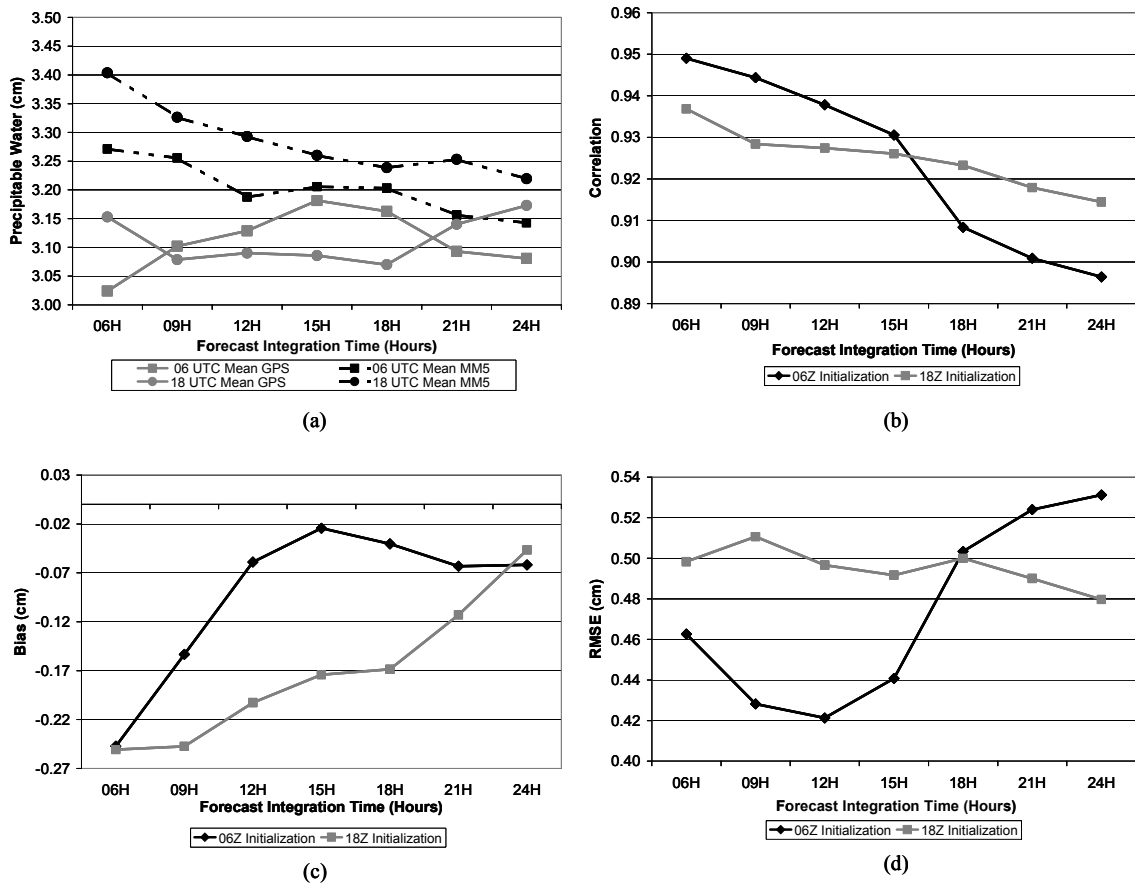 3.50
3.45
3.40
3.35
3.30
3.25
3.20
3.15
3.10
3.05
3.00
Precipitable Water (cm)
06H 09H 12H 15H 18H 21H 24H
Forecast Integration Time (Hours)
06 UTC Mean GPS 06 UTC Mean MM5
18 UTC Mean GPS 18 UTC Mean MM5
(a)
0.96
0.95
0.94
0.93
0.92
0.91
0.90
0.89
Correlation
06H 09H 12H 15H 18H 21H 24H
Forecast Integration Time (Hours)
06Z Initialization 18Z Initialization
(b)
0.03
-0.02
-0.07
-0.12
-0.17
-0.22
-0.27
Bias (cm)
06H 09H 12H 15H 18H 21H 24H
Forecast Integration Time (Hours)
06Z Initialization 18Z Initialization
(c)
0.54
0.52
0.50
0.48
0.46
0.44
0.42
0.40
RMSE (cm)
06H 09H 12H 15H 18H 21H 24H
Forecast Integration Time (Hours)
06Z Initialization 18Z Initialization
(d)